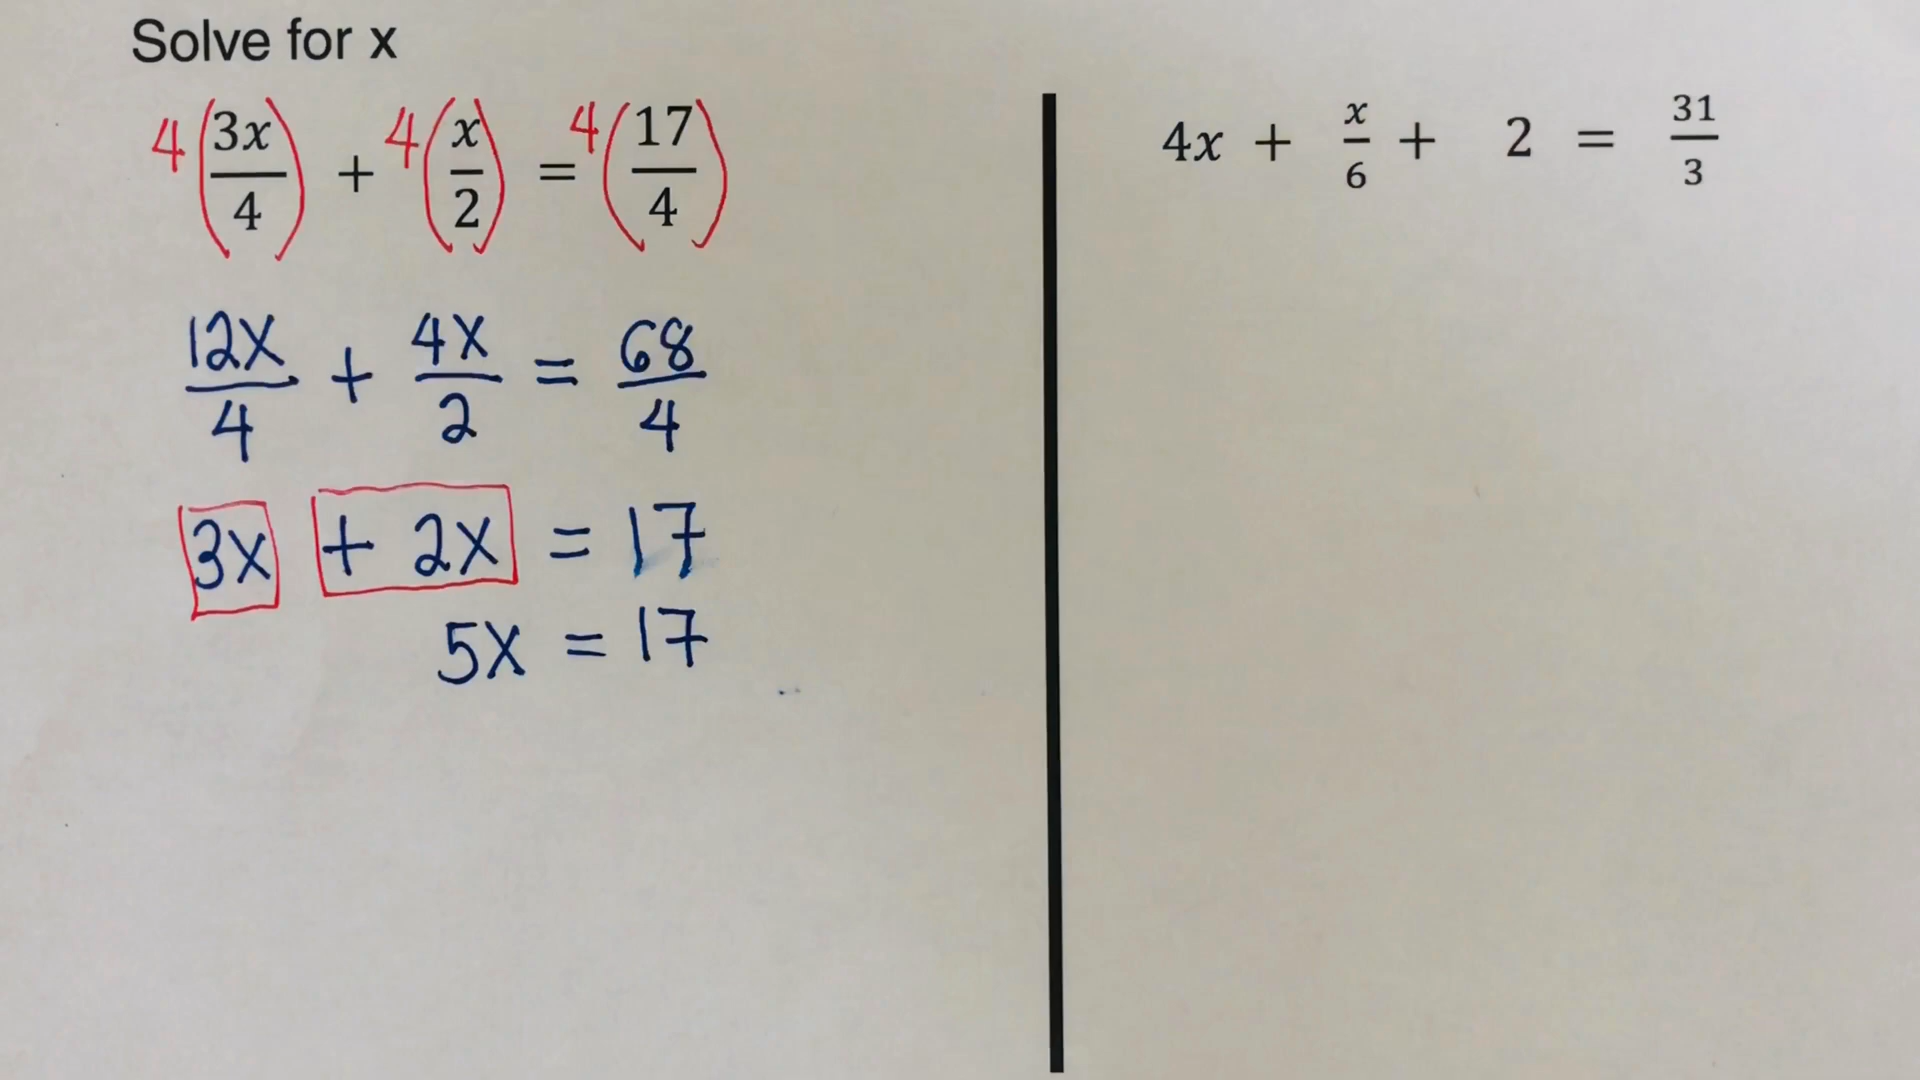 Solve for x
4(3x/4) + 4(x/2) = 4(17/4)
12x/4 + 4x/2 = 68/4
3x + 2x = 17
5x = 17
4x + x/6 + 2 = 31/3